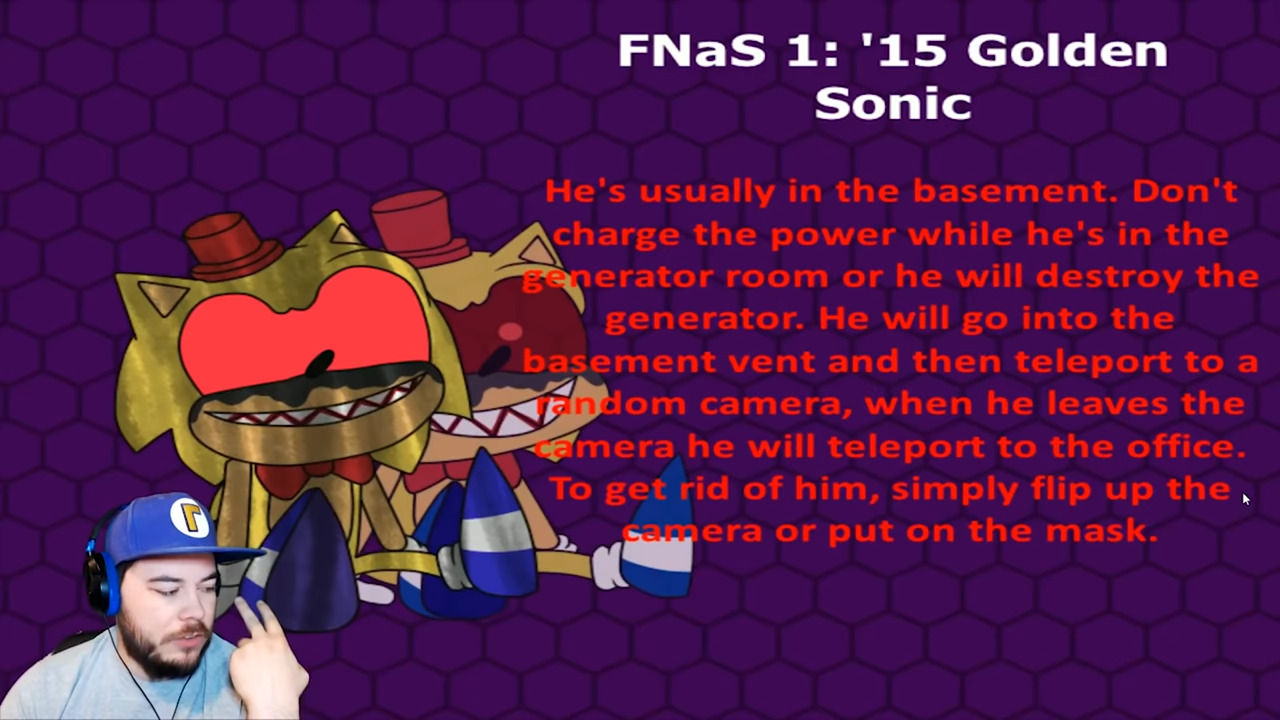 FNaS 1: '15 Golden
Sonic
He's usually in the basement. Don't
charge the power while he's in the
generator room or he will destroy the
generator. He will go into the
basement vent and then teleport to a
random camera, when he leaves the
camera he will teleport to the office.
To get rid of him, simply flip up the
camera or put on the mask.